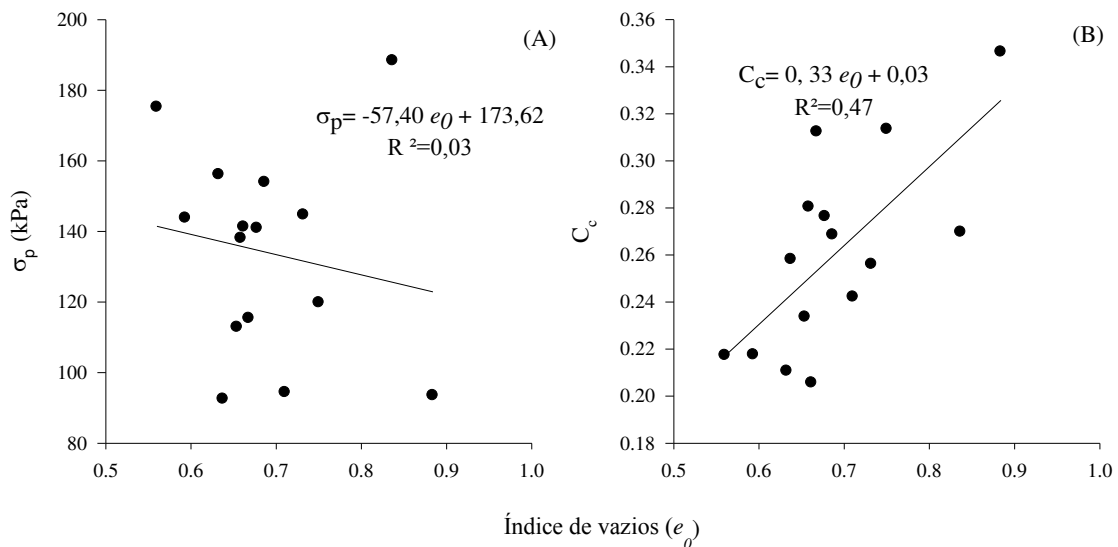 (A)
σp= -57,40 e0 + 173,62
R ²=0,03
σp (kPa)
200
180
160
140
120
100
80
0.5 0.6 0.7 0.8 0.9 1.0
(B)
Cc= 0, 33 e0 + 0,03
R²=0,47
Cc
0.36
0.34
0.32
0.30
0.28
0.26
0.24
0.22
0.20
0.18
0.5 0.6 0.7 0.8 0.9 1.0
Índice de vazios (e0)